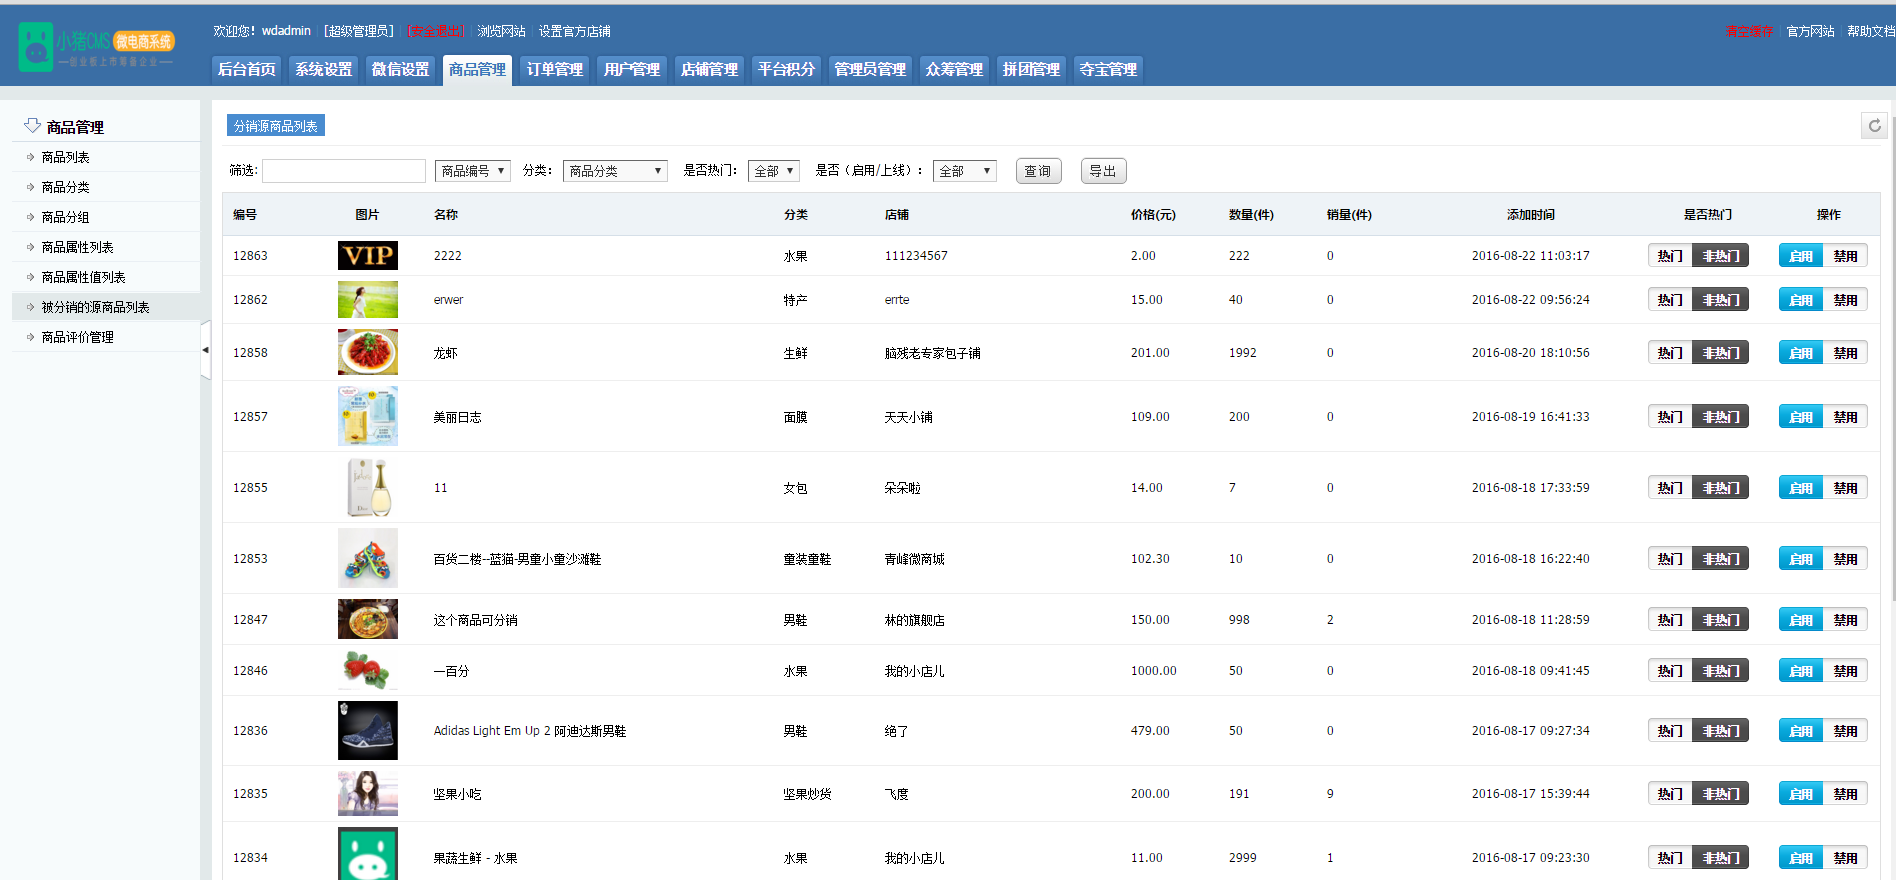 小猪CMS 微电商系统
—创业板上市筹备企业—
欢迎您！wdadmin [超级管理员] [安全退出] 浏览网站 设置官方店铺
清空缓存 官方网站 帮助文档
后台首页 系统设置 微信设置 商品管理 订单管理 用户管理 店铺管理 平台积分 管理员管理 众筹管理 拼团管理 夺宝管理
商品管理
商品列表
商品分类
商品分组
商品属性列表
商品属性值列表
被分销的源商品列表
商品评价管理
分销源商品列表
筛选: 商品编号 分类： 商品分类 是否热门： 全部 是否（启用/上线）： 全部 查询 导出
编号 图片 名称 分类 店铺 价格(元) 数量(件) 销量(件) 添加时间 是否热门 操作
12863 VIP 2222 水果 111234567 2.00 222 0 2016-08-22 11:03:17 热门 非热门 启用 禁用
12862 erwer 特产 errte 15.00 40 0 2016-08-22 09:56:24 热门 非热门 启用 禁用
12858 龙虾 生鲜 脑残老专家包子铺 201.00 1992 0 2016-08-20 18:10:56 热门 非热门 启用 禁用
12857 美丽日志 面膜 天天小铺 109.00 200 0 2016-08-19 16:41:33 热门 非热门 启用 禁用
12855 11 女包 朵朵啦 14.00 7 0 2016-08-18 17:33:59 热门 非热门 启用 禁用
12853 百货二楼--蓝猫-男童小童沙滩鞋 童装童鞋 青峰微商城 102.30 10 0 2016-08-18 16:22:40 热门 非热门 启用 禁用
12847 这个商品可分销 男鞋 林的旗舰店 150.00 998 2 2016-08-18 11:28:59 热门 非热门 启用 禁用
12846 一百分 水果 我的小店儿 1000.00 50 0 2016-08-18 09:41:45 热门 非热门 启用 禁用
12836 Adidas Light Em Up 2 阿迪达斯男鞋 男鞋 绝了 479.00 50 0 2016-08-17 09:27:34 热门 非热门 启用 禁用
12835 坚果小吃 坚果炒货 飞度 200.00 191 9 2016-08-17 15:39:44 热门 非热门 启用 禁用
12834 果蔬生鲜 - 水果 水果 我的小店儿 11.00 2999 1 2016-08-17 09:23:30 热门 非热门 启用 禁用